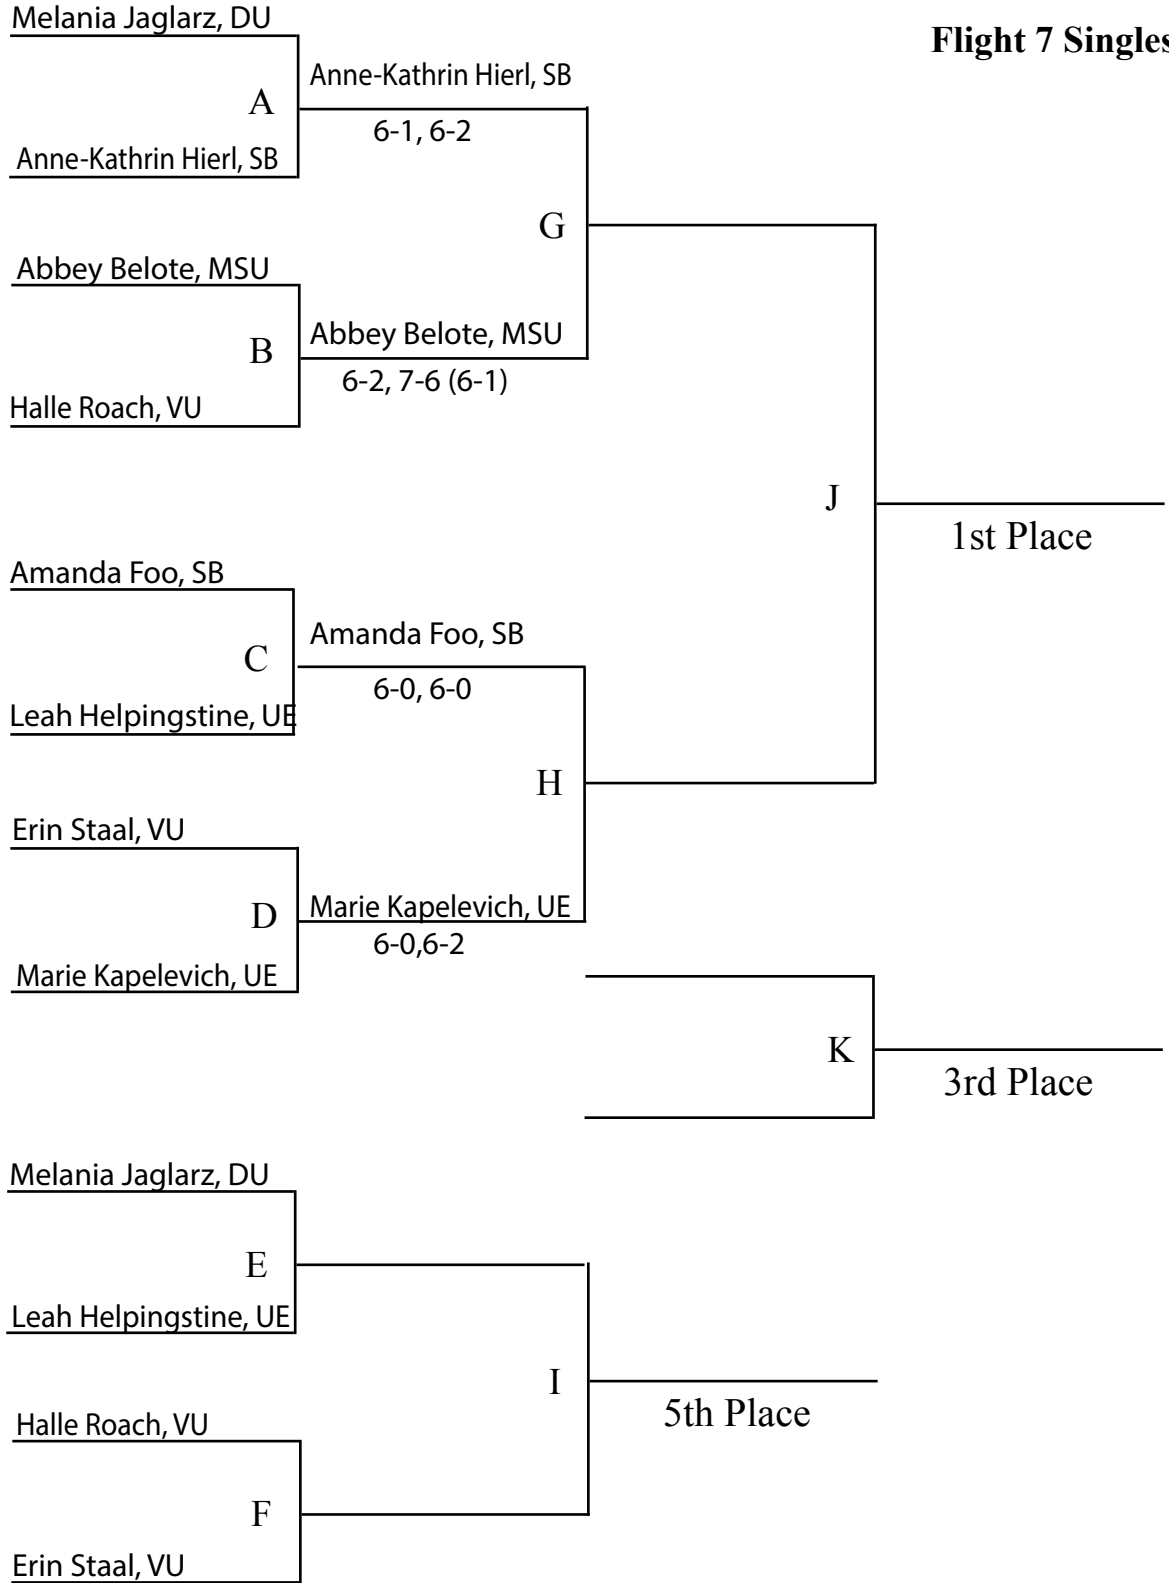 Melania Jaglarz, DU
Flight 7 Singles
Anne-Kathrin Hierl, SB
A
6-1, 6-2
Anne-Kathrin Hierl, SB
G
Abbey Belote, MSU
Abbey Belote, MSU
B
6-2, 7-6 (6-1)
Halle Roach, VU
J
1st Place
Amanda Foo, SB
Amanda Foo, SB
C
6-0, 6-0
Leah Helpingstine, UE
H
Erin Staal, VU
Marie Kapelevich, UE
D
6-0,6-2
Marie Kapelevich, UE
K
3rd Place
Melania Jaglarz, DU
E
Leah Helpingstine, UE
I
5th Place
Halle Roach, VU
F
Erin Staal, VU